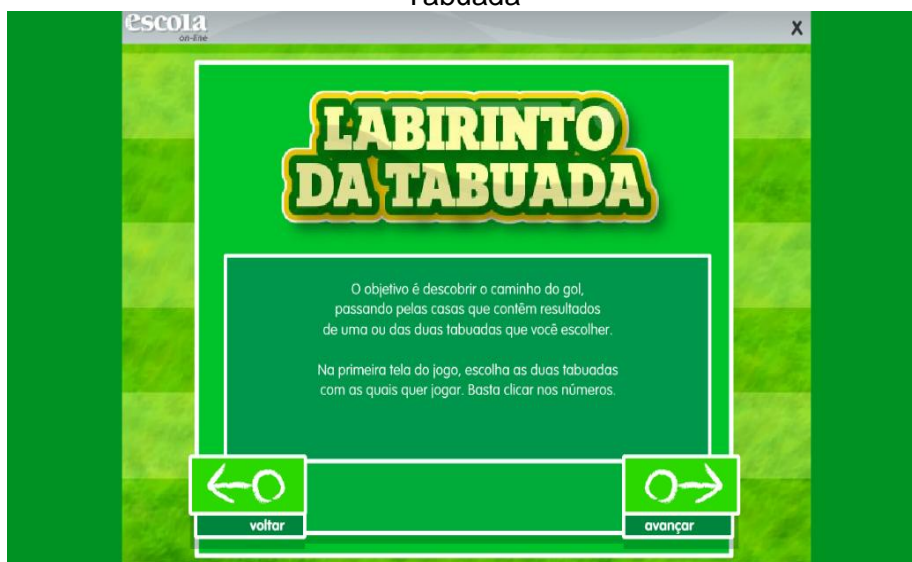 Tabuada
escola
on-line
X
LABIRINTO
DA TABUADA
O objetivo é descobrir o caminho do gol,
passando pelas casas que contêm resultados
de uma ou das duas tabuadas que você escolher.
Na primeira tela do jogo, escolha as duas tabuadas
com as quais quer jogar. Basta clicar nos números.
voltar
avançar